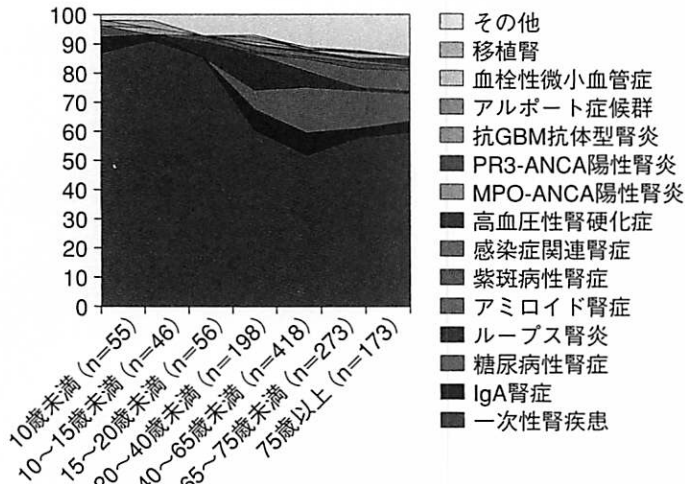 100
90
80
70
60
50
40
30
20
10
0
10歳未満 (n=55)
10～15歳未満 (n=46)
15～20歳未満 (n=56)
20～40歳未満 (n=198)
40～65歳未満 (n=418)
65～75歳未満 (n=273)
75歳以上 (n=173)
その他
移植腎
血栓性微小血管症
アルポート症候群
抗GBM抗体型腎炎
PR3-ANCA陽性腎炎
MPO-ANCA陽性腎炎
高血圧性腎硬化症
感染症関連腎症
紫斑病性腎症
アミロイド腎症
ループス腎炎
糖尿病性腎症
IgA腎症
一次性腎疾患